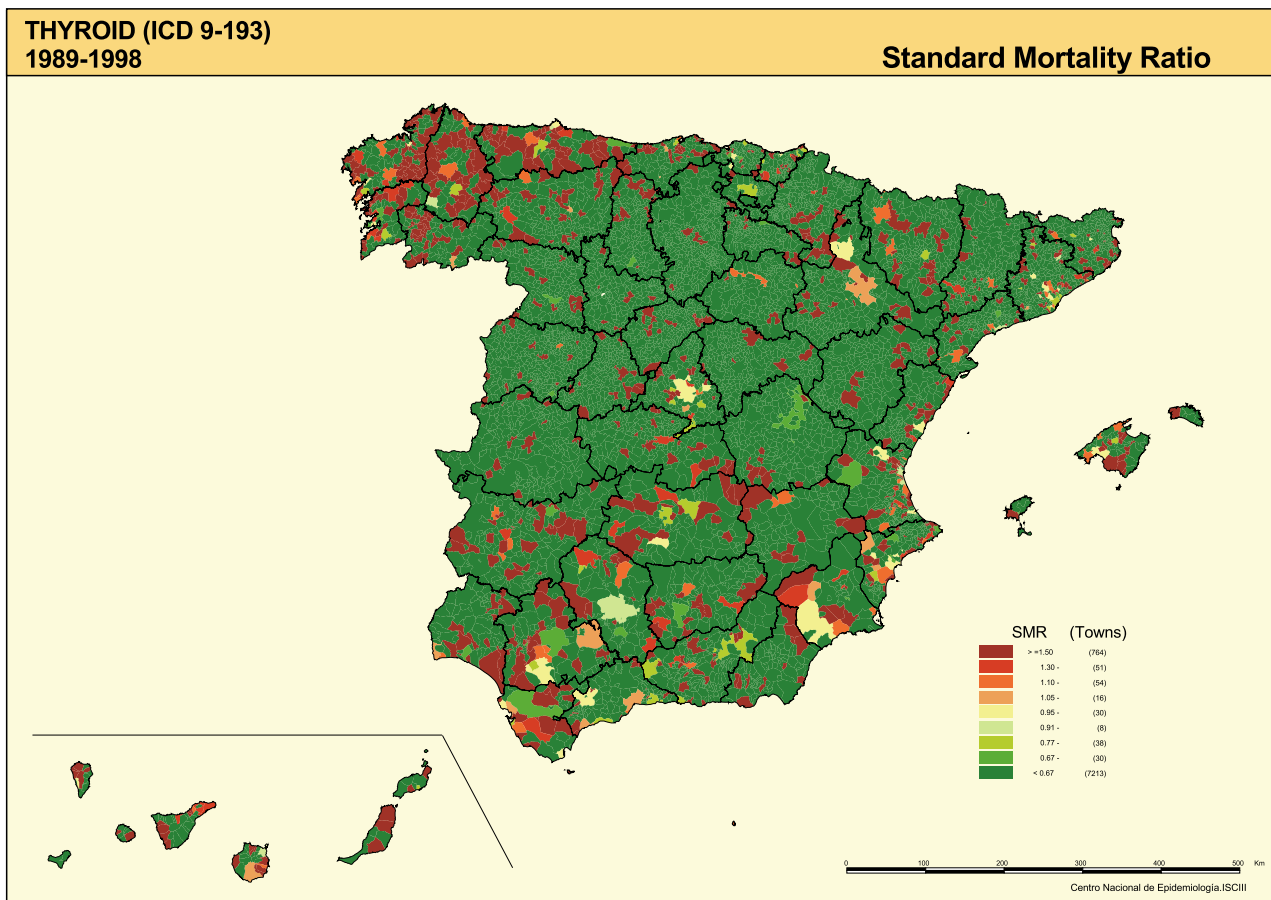 THYROID (ICD 9-193)
1989-1998
Standard Mortality Ratio
SMR (Towns)
> =1.50 (764)
1.30 - (51)
1.10 - (54)
1.05 - (16)
0.95 - (30)
0.91 - (8)
0.77 - (38)
0.67 - (30)
< 0.67 (7213)
0 100 200 300 400 500 Km
Centro Nacional de Epidemiología.ISCIII